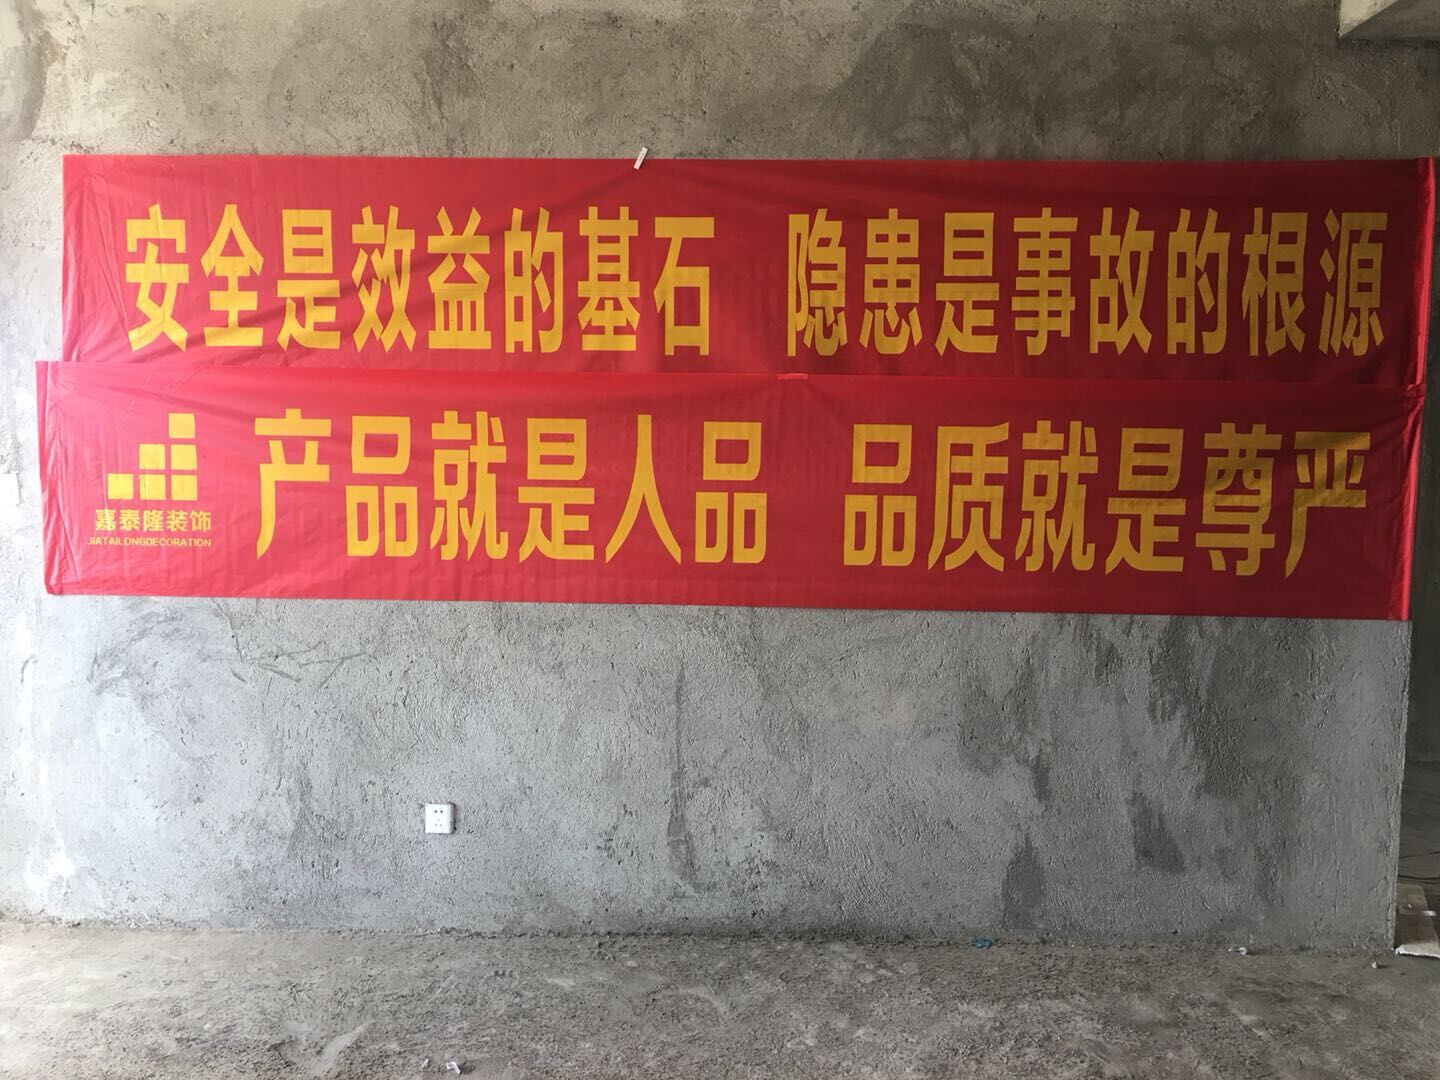 安全是效益的基石 隐患是事故的根源
产品就是人品 品质就是尊严
嘉泰隆装饰
JIATAILONGDECORATION